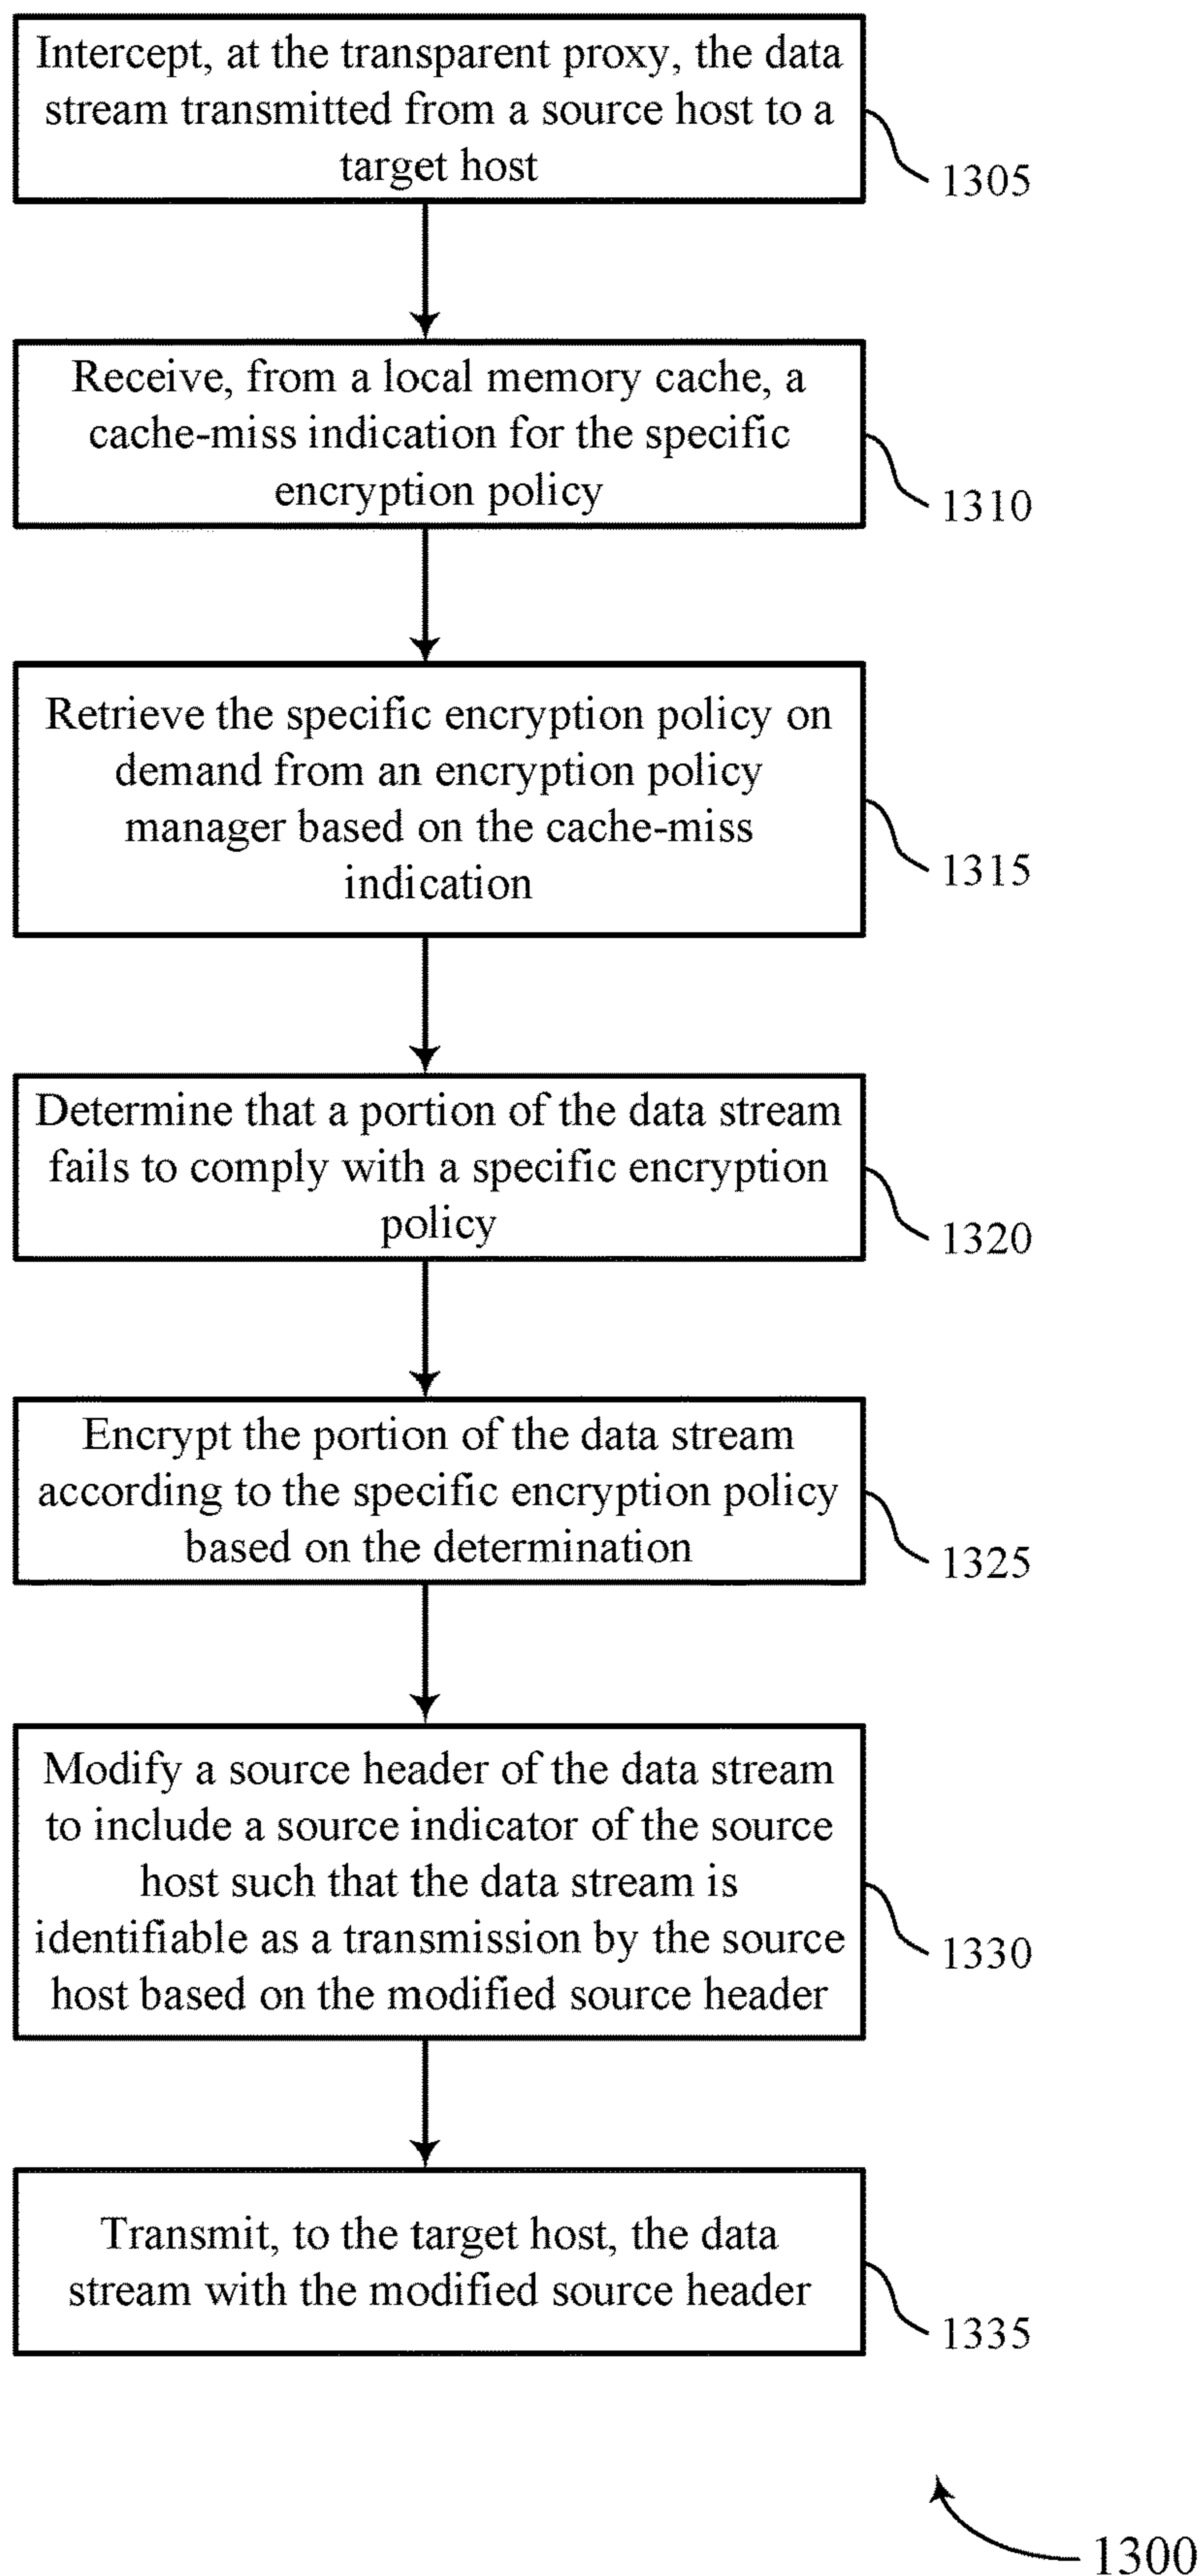 Intercept, at the transparent proxy, the data
stream transmitted from a source host to a
target host
1305
Receive, from a local memory cache, a
cache-miss indication for the specific
encryption policy
1310
Retrieve the specific encryption policy on
demand from an encryption policy
manager based on the cache-miss
indication
1315
Determine that a portion of the data stream
fails to comply with a specific encryption
policy
1320
Encrypt the portion of the data stream
according to the specific encryption policy
based on the determination
1325
Modify a source header of the data stream
to include a source indicator of the source
host such that the data stream is
identifiable as a transmission by the source
host based on the modified source header
1330
Transmit, to the target host, the data
stream with the modified source header
1335
1300